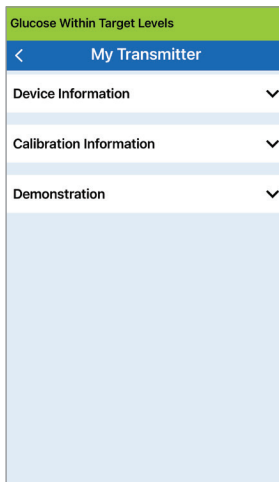 Glucose Within Target Levels
My Transmitter
Device Information
Calibration Information
Demonstration